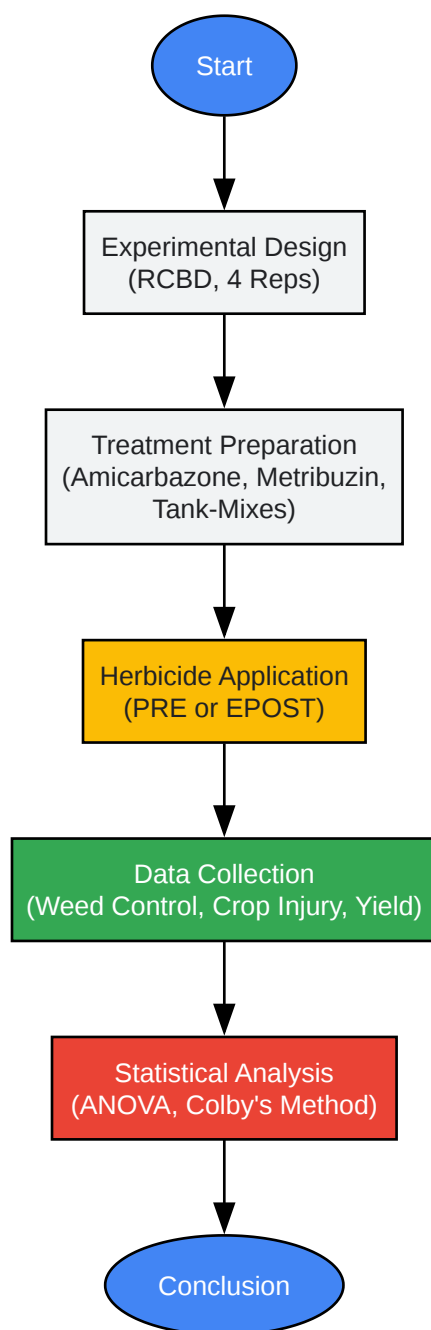 Start
Experimental Design
(RCBD, 4 Reps)
Treatment Preparation
(Amicarbazone, Metribuzin,
Tank-Mixes)
Herbicide Application
(PRE or EPOST)
Data Collection
(Weed Control, Crop Injury, Yield)
Statistical Analysis
(ANOVA, Colby's Method)
Conclusion